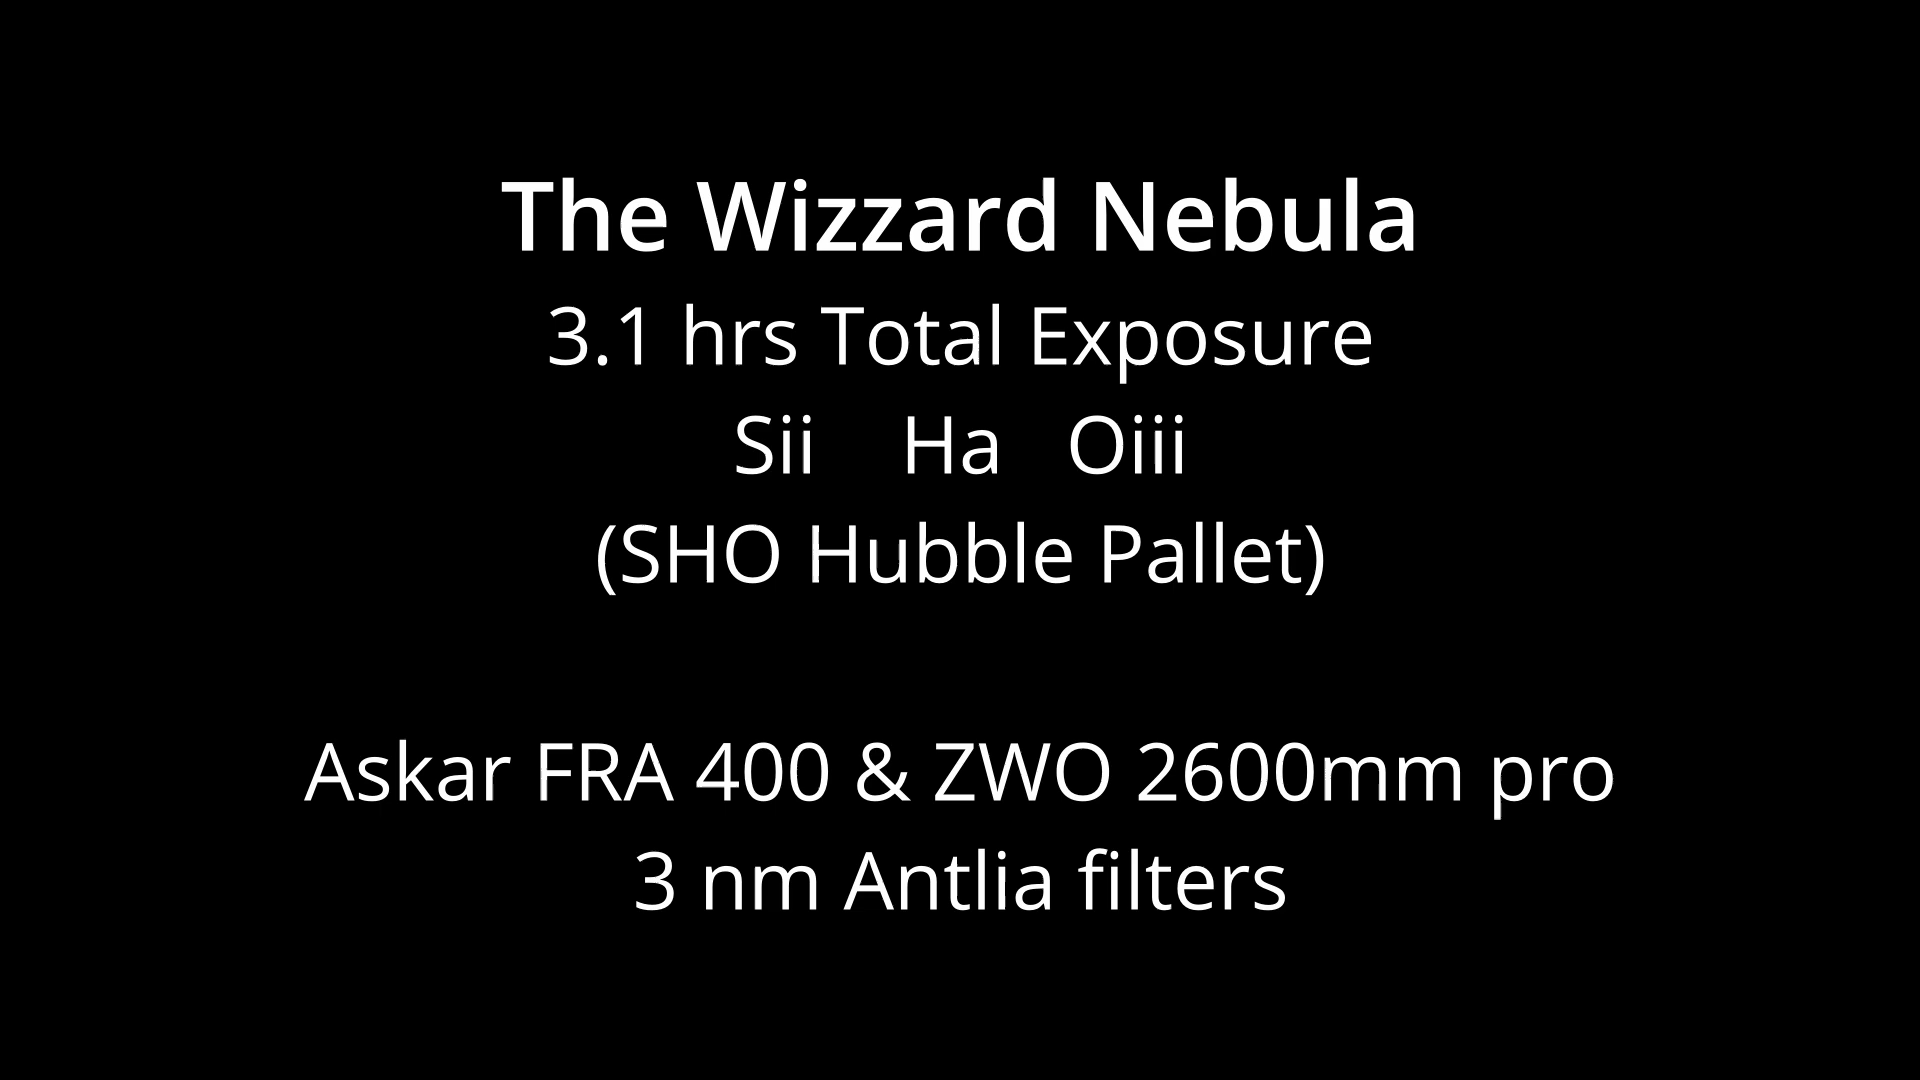 The Wizzard Nebula
3.1 hrs Total Exposure
Sii Ha Oiii
(SHO Hubble Pallet)
Askar FRA 400 & ZWO 2600mm pro
3 nm Antlia filters